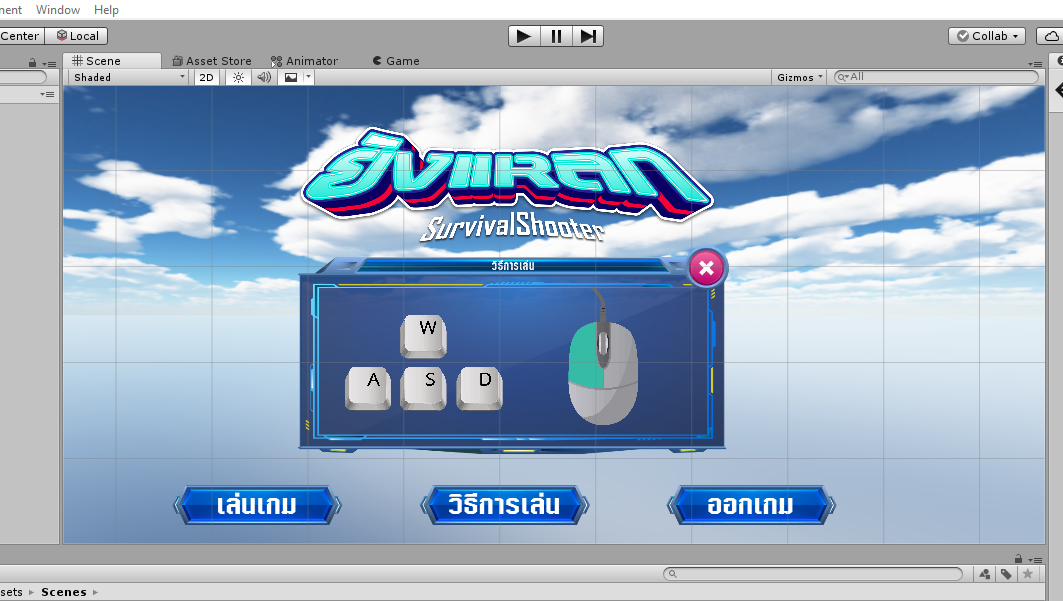 Window Help
Center Local Collab
Scene Asset Store Animator Game
Shaded 2D Gizmos All
ยิงแหลก
SurvivalShooter
วิธีการเล่น
W
A S D
เล่นเกม วิธีการเล่น ออกเกม
Scenes